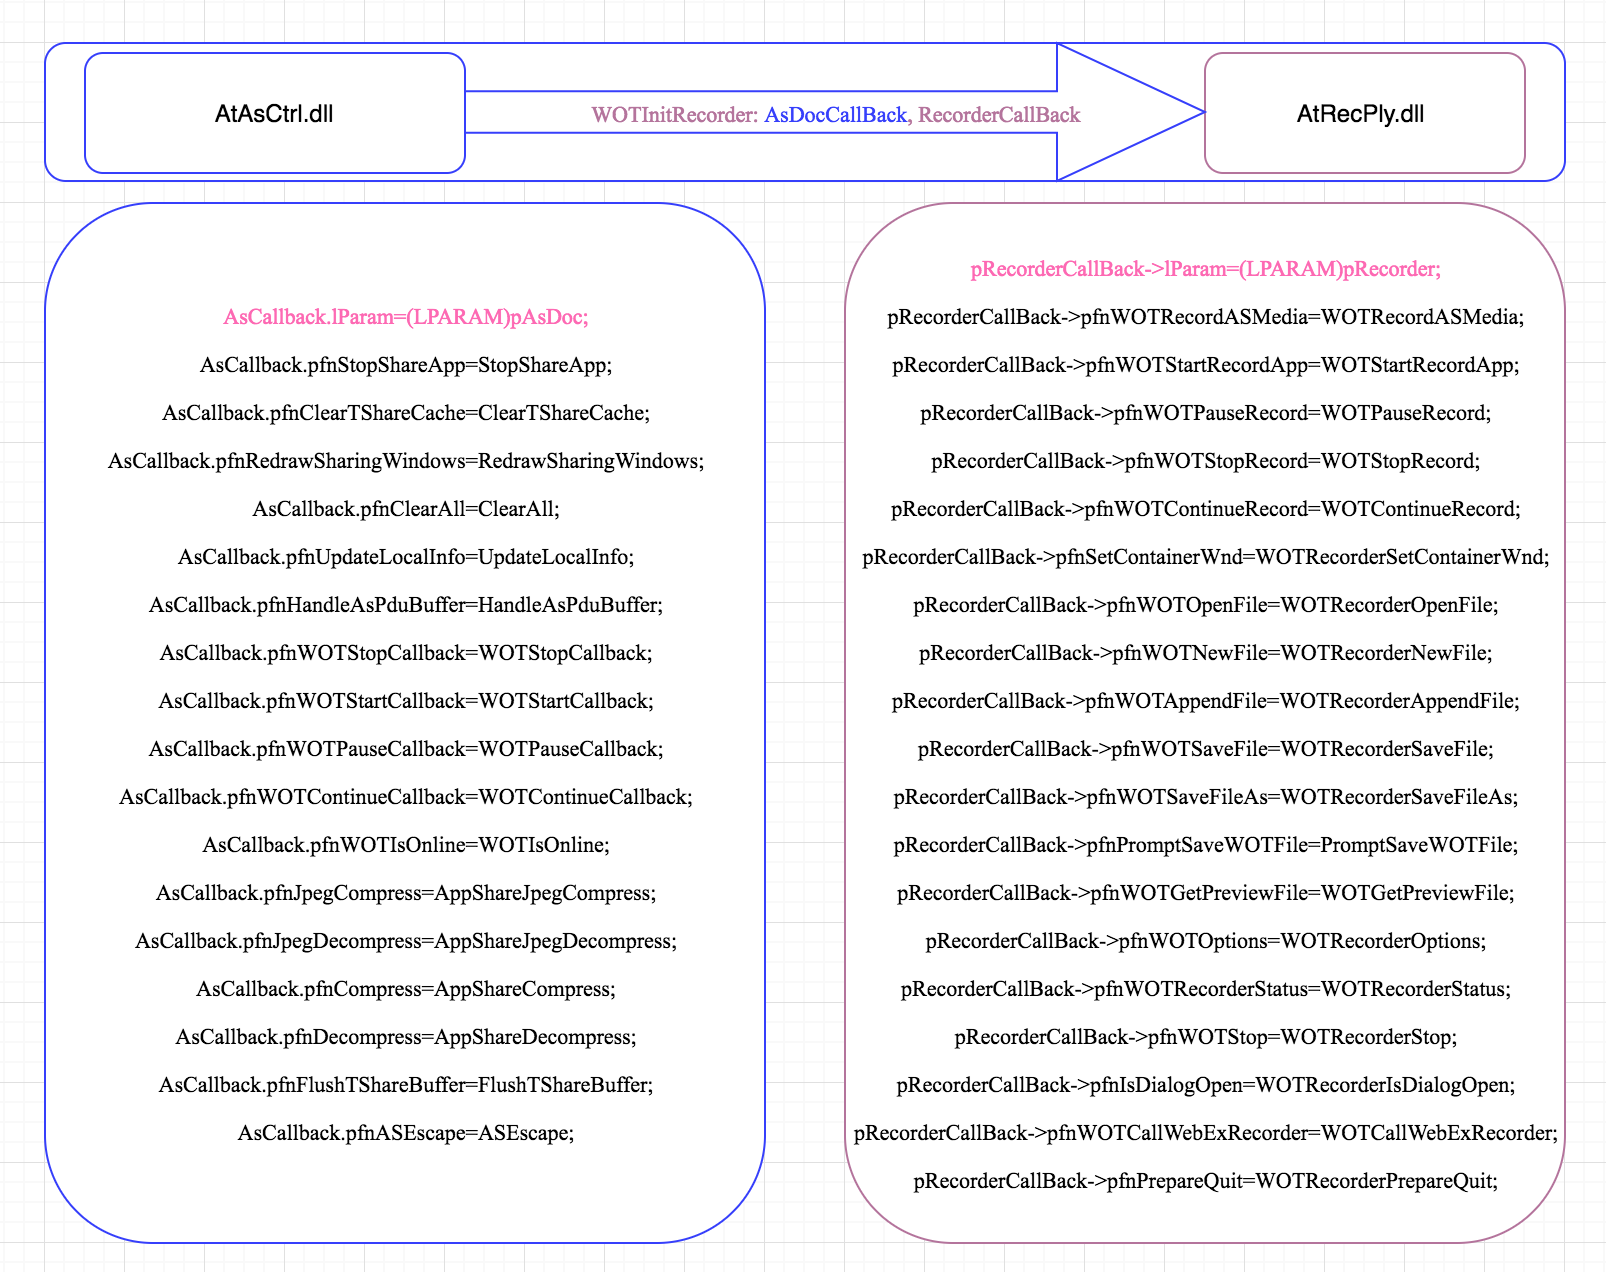 AtAsCtrl.dll
WOTInitRecorder: AsDocCallBack, RecorderCallBack
AtRecPly.dll
AsCallback.lParam=(LPARAM)pAsDoc;
AsCallback.pfnStopShareApp=StopShareApp;
AsCallback.pfnClearTShareCache=ClearTShareCache;
AsCallback.pfnRedrawSharingWindows=RedrawSharingWindows;
AsCallback.pfnClearAll=ClearAll;
AsCallback.pfnUpdateLocalInfo=UpdateLocalInfo;
AsCallback.pfnHandleAsPduBuffer=HandleAsPduBuffer;
AsCallback.pfnWOTStopCallback=WOTStopCallback;
AsCallback.pfnWOTStartCallback=WOTStartCallback;
AsCallback.pfnWOTPauseCallback=WOTPauseCallback;
AsCallback.pfnWOTContinueCallback=WOTContinueCallback;
AsCallback.pfnWOTIsOnline=WOTIsOnline;
AsCallback.pfnJpegCompress=AppShareJpegCompress;
AsCallback.pfnJpegDecompress=AppShareJpegDecompress;
AsCallback.pfnCompress=AppShareCompress;
AsCallback.pfnDecompress=AppShareDecompress;
AsCallback.pfnFlushTShareBuffer=FlushTShareBuffer;
AsCallback.pfnASEscape=ASEscape;
pRecorderCallBack->lParam=(LPARAM)pRecorder;
pRecorderCallBack->pfnWOTRecordASMedia=WOTRecordASMedia;
pRecorderCallBack->pfnWOTStartRecordApp=WOTStartRecordApp;
pRecorderCallBack->pfnWOTPauseRecord=WOTPauseRecord;
pRecorderCallBack->pfnWOTStopRecord=WOTStopRecord;
pRecorderCallBack->pfnWOTContinueRecord=WOTContinueRecord;
pRecorderCallBack->pfnSetContainerWnd=WOTRecorderSetContainerWnd;
pRecorderCallBack->pfnWOTOpenFile=WOTRecorderOpenFile;
pRecorderCallBack->pfnWOTNewFile=WOTRecorderNewFile;
pRecorderCallBack->pfnWOTAppendFile=WOTRecorderAppendFile;
pRecorderCallBack->pfnWOTSaveFile=WOTRecorderSaveFile;
pRecorderCallBack->pfnWOTSaveFileAs=WOTRecorderSaveFileAs;
pRecorderCallBack->pfnPromptSaveWOTFile=PromptSaveWOTFile;
pRecorderCallBack->pfnWOTGetPreviewFile=WOTGetPreviewFile;
pRecorderCallBack->pfnWOTOptions=WOTRecorderOptions;
pRecorderCallBack->pfnWOTRecorderStatus=WOTRecorderStatus;
pRecorderCallBack->pfnWOTStop=WOTRecorderStop;
pRecorderCallBack->pfnIsDialogOpen=WOTRecorderIsDialogOpen;
pRecorderCallBack->pfnWOTCallWebExRecorder=WOTCallWebExRecorder;
pRecorderCallBack->pfnPrepareQuit=WOTRecorderPrepareQuit;